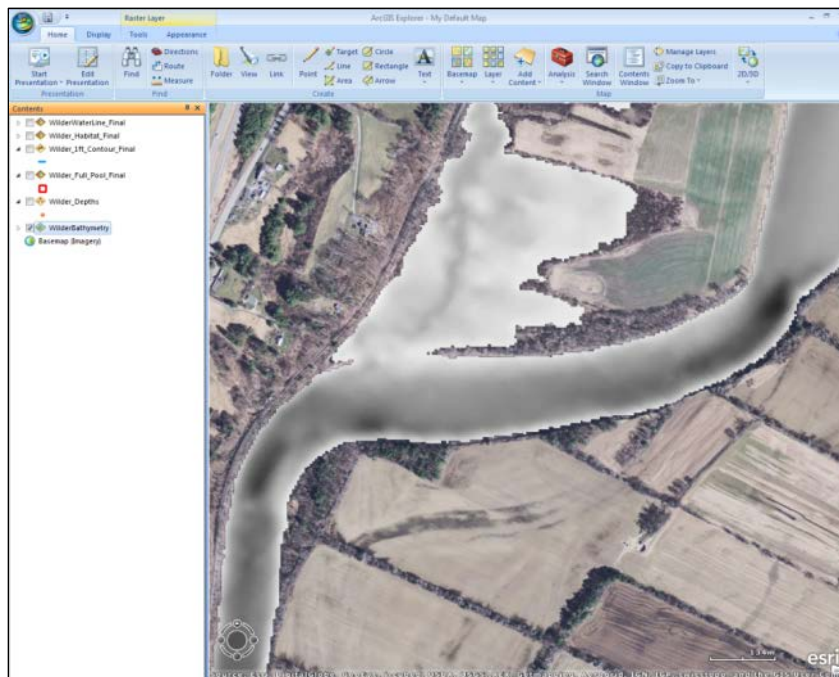 Raster Layer
ArcGIS Explorer - My Default Map
Home Display Tools Appearance
Start Presentation
Edit Presentation
Presentation
Find
Directions
Route
Measure
Find
Folder
View
Link
Point
Target
Line
Area
Circle
Rectangle
Arrow
Text
Create
Basemap
Layer
Add Content
Analysis
Search Window
Contents Window
Manage Layers
Copy to Clipboard
Zoom To
Map
2D/3D
Contents
WilderWaterLine_Final
Wilder_Habitat_Final
Wilder_1ft_Contour_Final
Wilder_Full_Pool_Final
Wilder_Depths
WilderBathymetry
Basemap (Imagery)
esri